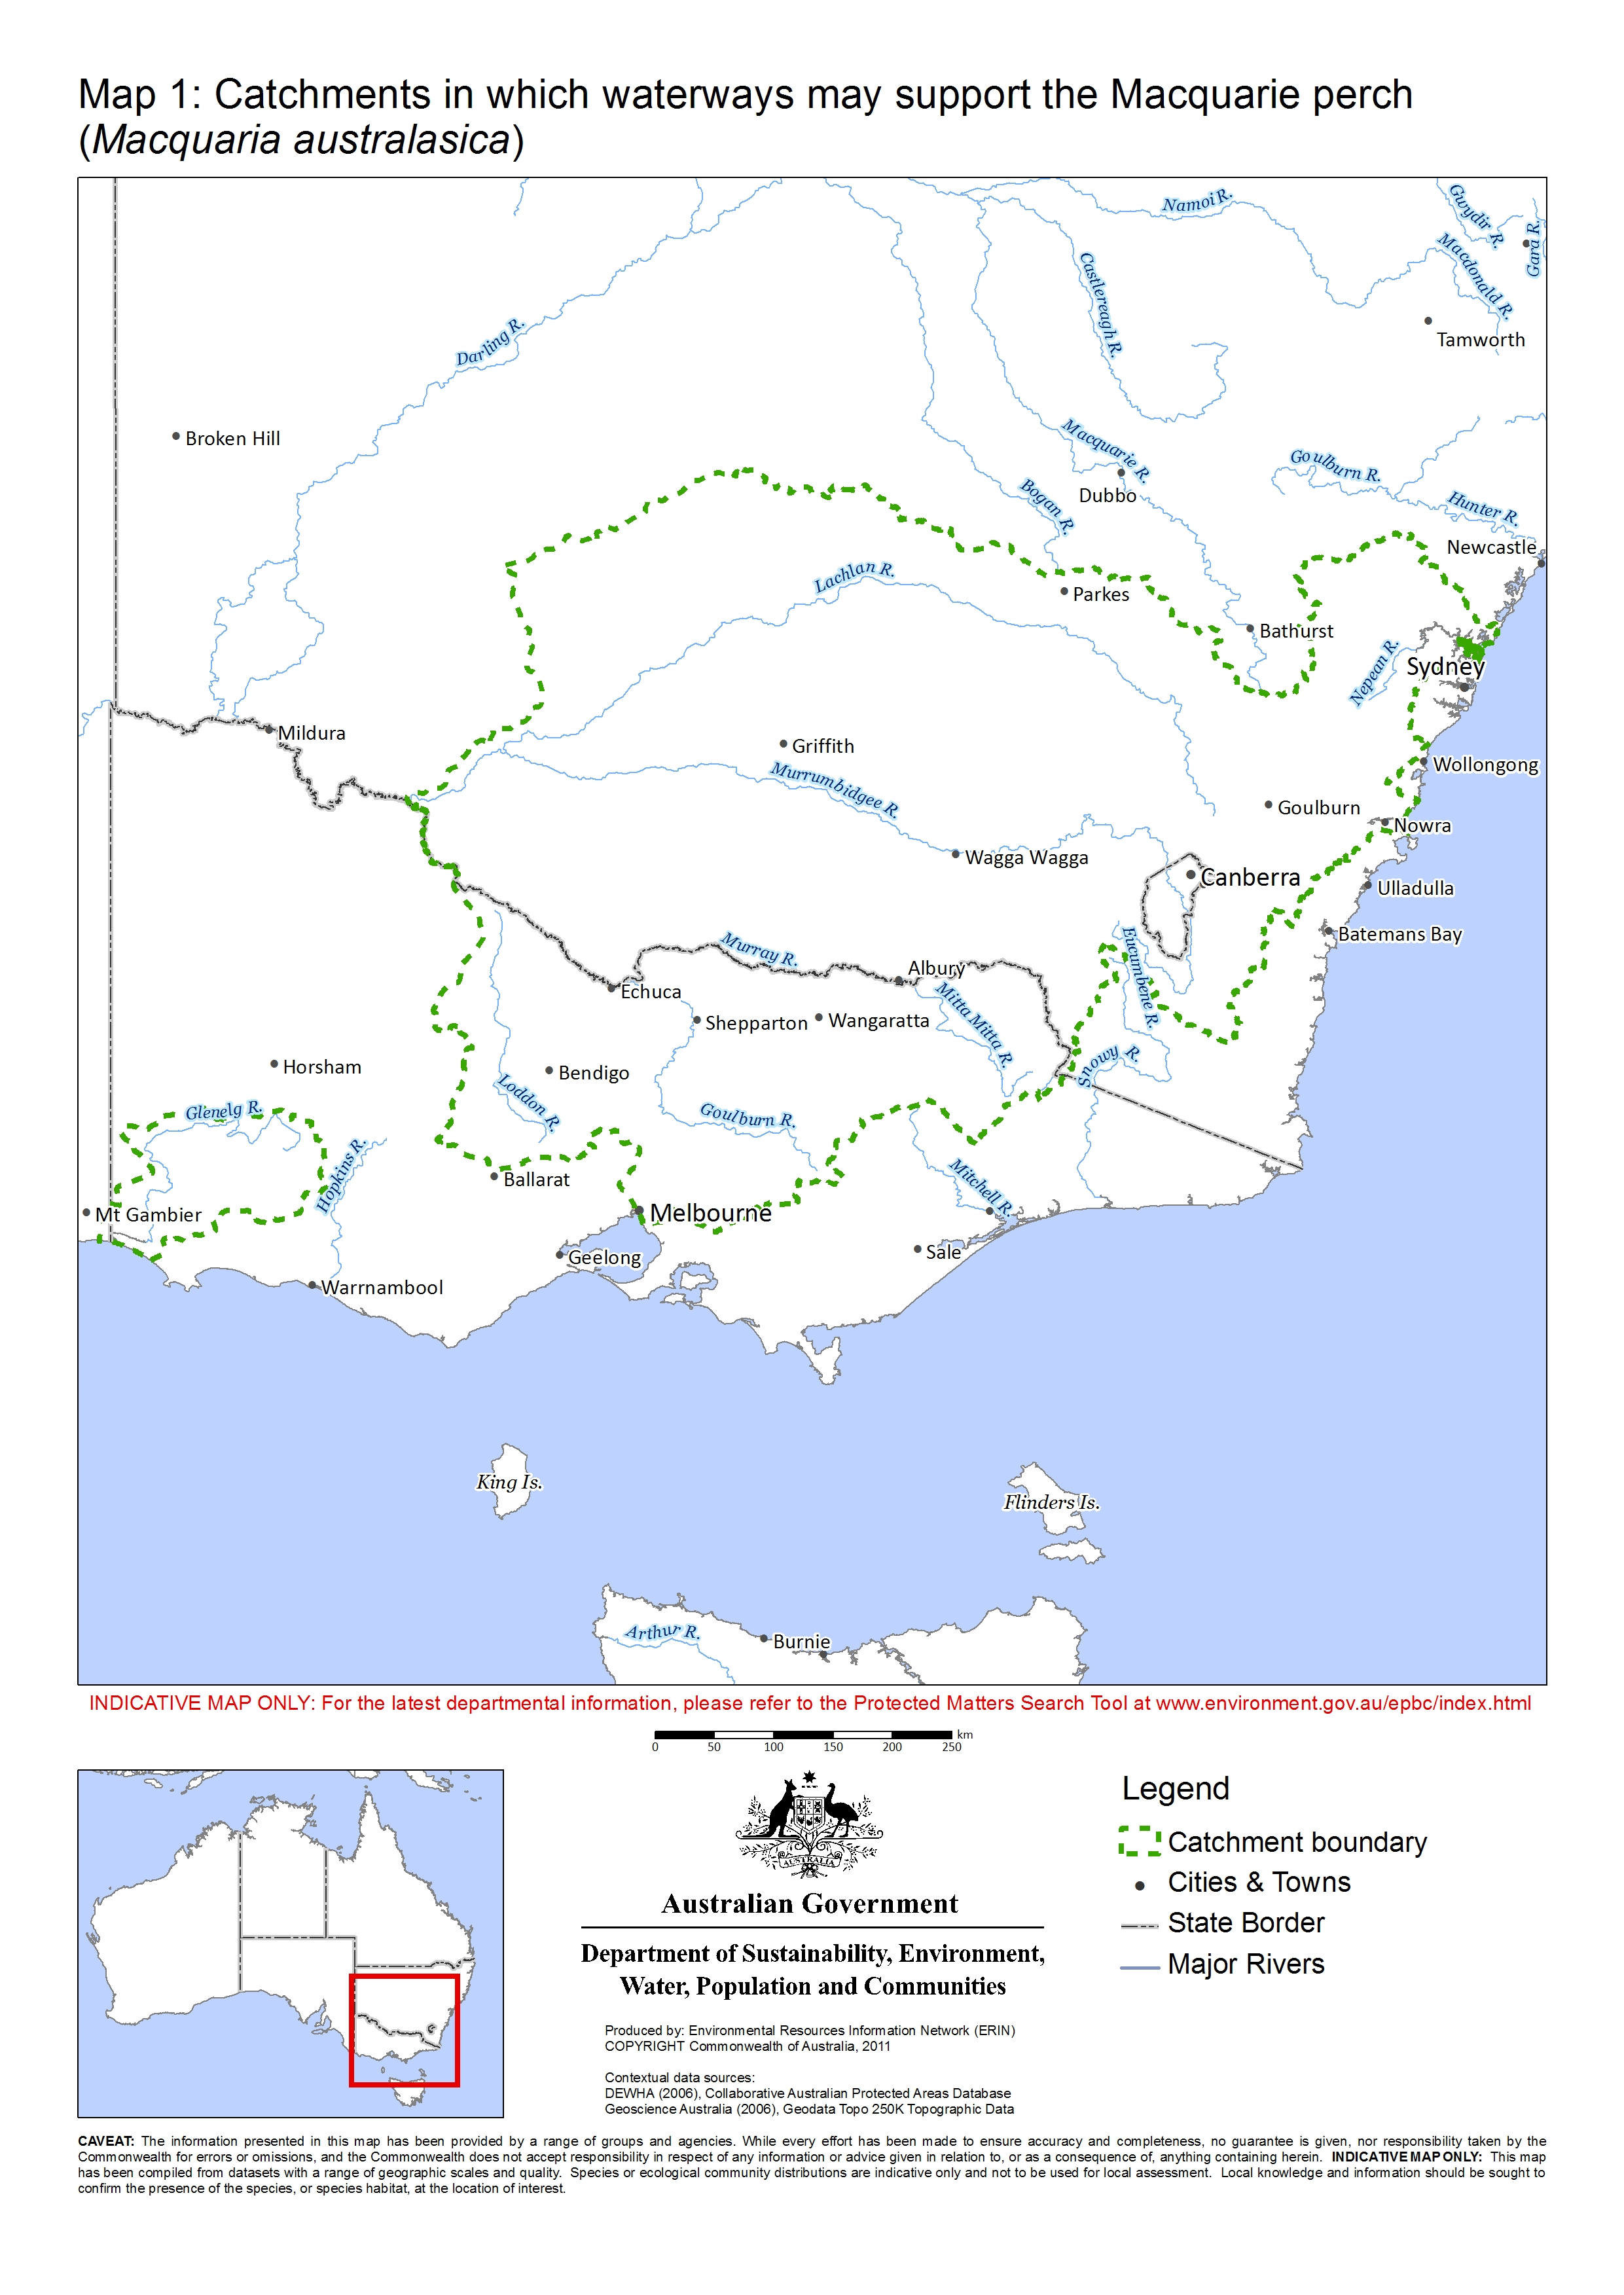 Map 1: Catchments in which waterways may support the Macquarie perch
(Macquaria australasica)
Namoi R.
Gwydir R.
Gara R.
Macdonald R.
Castlereagh R.
Darling R.
Tamworth
Broken Hill
Macquarie R.
Goulburn R.
Dubbo
Bogan R.
Hunter R.
Newcastle
Lachlan R.
Parkes
Bathurst
Nepean R.
Sydney
Mildura
Griffith
Wollongong
Murrumbidgee R.
Goulburn
Nowra
Wagga Wagga
Canberra
Ulladulla
Batemans Bay
Eucumbene R.
Murray R.
Albury
Echuca
Mitta Mitta R.
Shepparton
Wangaratta
Horsham
Bendigo
Snowy R.
Loddon R.
Glenelg R.
Goulburn R.
Hopkins R.
Ballarat
Mitchell R.
Mt Gambier
Melbourne
Geelong
Sale
Warrnambool
King Is.
Flinders Is.
Arthur R.
Burnie
INDICATIVE MAP ONLY: For the latest departmental information, please refer to the Protected Matters Search Tool at www.environment.gov.au/epbc/index.html
km
0 50 100 150 200 250
AUSTRALIA
Australian Government
Department of Sustainability, Environment,
Water, Population and Communities
Produced by: Environmental Resources Information Network (ERIN)
COPYRIGHT Commonwealth of Australia, 2011
Contextual data sources:
DEWHA (2006), Collaborative Australian Protected Areas Database
Geoscience Australia (2006), Geodata Topo 250K Topographic Data
Legend
Catchment boundary
Cities & Towns
State Border
Major Rivers
CAVEAT: The information presented in this map has been provided by a range of groups and agencies. While every effort has been made to ensure accuracy and completeness, no guarantee is given, nor responsibility taken by the
Commonwealth for errors or omissions, and the Commonwealth does not accept responsibility in respect of any information or advice given in relation to, or as a consequence of, anything containing herein. INDICATIVE MAP ONLY: This map
has been compiled from datasets with a range of geographic scales and quality. Species or ecological community distributions are indicative only and not to be used for local assessment. Local knowledge and information should be sought to
confirm the presence of the species, or species habitat, at the location of interest.